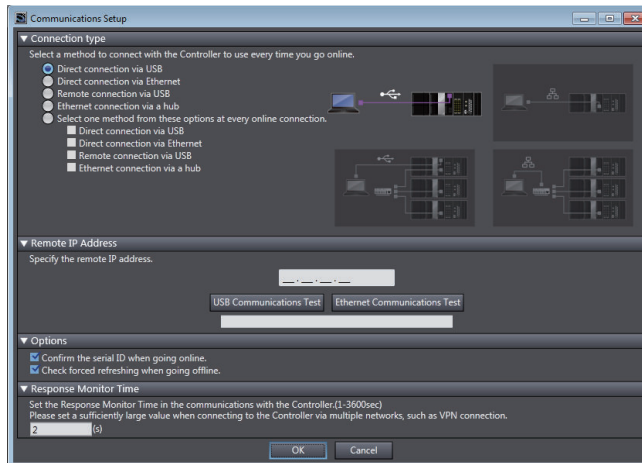 Communications Setup
▼ Connection type
Select a method to connect with the Controller to use every time you go online.
Direct connection via USB
Direct connection via Ethernet
Remote connection via USB
Ethernet connection via a hub
Select one method from these options at every online connection.
Direct connection via USB
Direct connection via Ethernet
Remote connection via USB
Ethernet connection via a hub
▼ Remote IP Address
Specify the remote IP address.
__ . __ . __ . __
USB Communications Test Ethernet Communications Test
▼ Options
Confirm the serial ID when going online.
Check forced refreshing when going offline.
▼ Response Monitor Time
Set the Response Monitor Time in the communications with the Controller.(1-3600sec)
Please set a sufficiently large value when connecting to the Controller via multiple networks, such as VPN connection.
2 (s)
OK Cancel